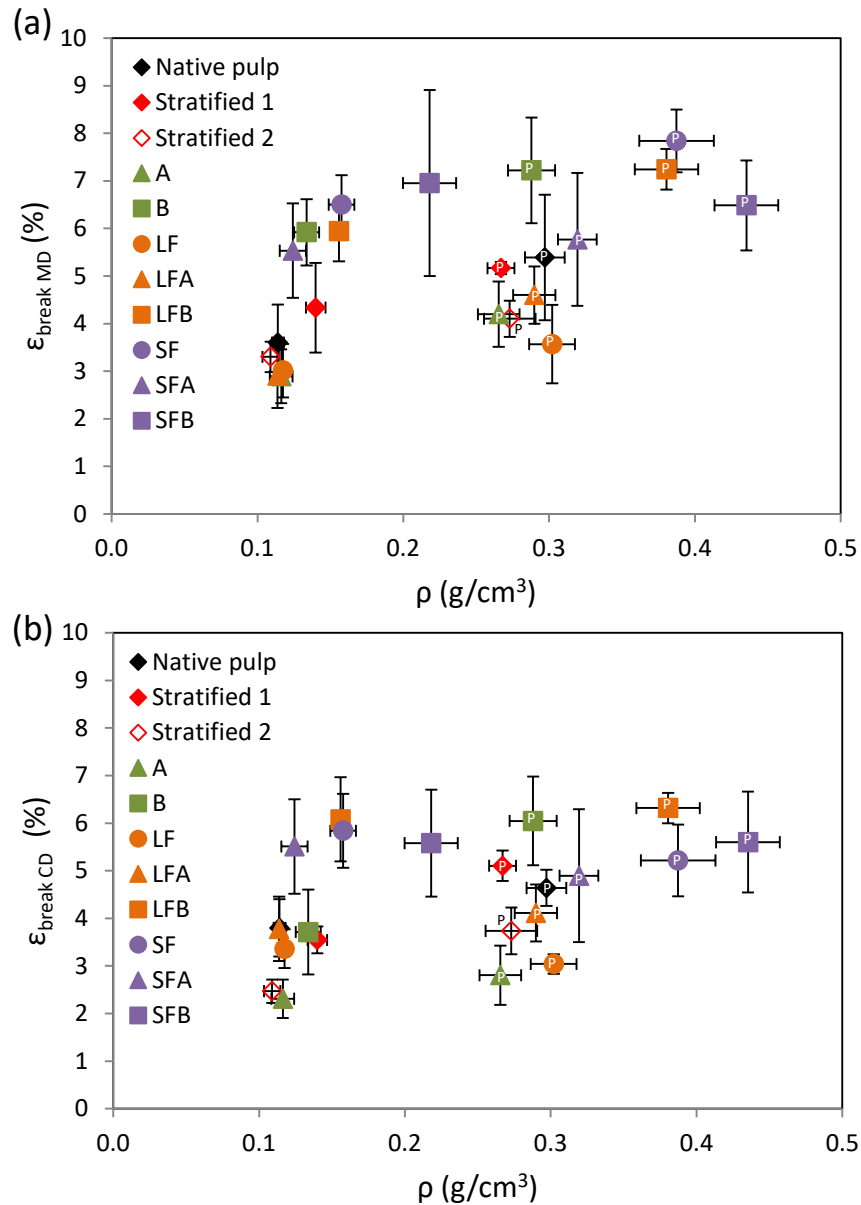 (a)
10
9
8
7
6
5
4
3
2
1
0
ε break MD (%)
Native pulp
Stratified 1
Stratified 2
A
B
LF
LFA
LFB
SF
SFA
SFB
P P P P P P P P P P P
0.0 0.1 0.2 0.3 0.4 0.5
ρ (g/cm³)
(b)
10
9
8
7
6
5
4
3
2
1
0
ε break CD (%)
Native pulp
Stratified 1
Stratified 2
A
B
LF
LFA
LFB
SF
SFA
SFB
P P P P P P P P P P P
0.0 0.1 0.2 0.3 0.4 0.5
ρ (g/cm³)